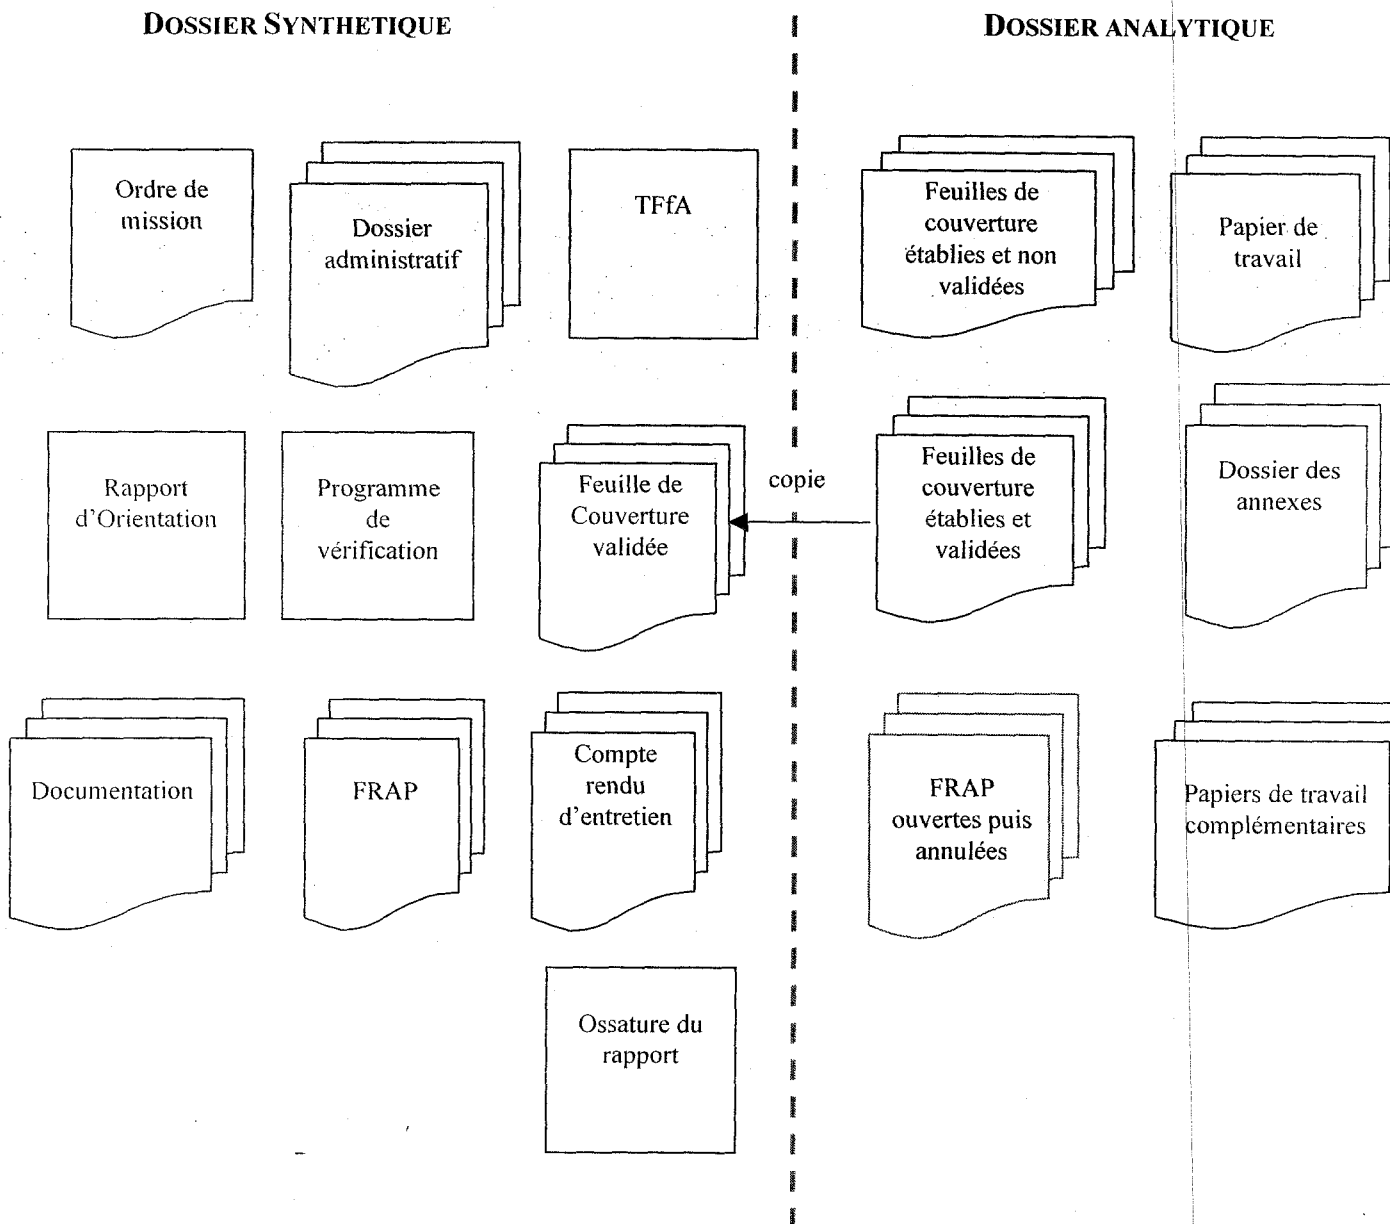 DOSSIER SYNTHETIQUE
DOSSIER ANALYTIQUE
Ordre de
mission
Dossier
administratif
TFfA
Feuilles de
couverture
établies et non
validées
Papier de
travail
Rapport
d'Orientation
Programme
de
vérification
Feuille de
Couverture
validée
copie
Feuilles de
couverture
établies et
validées
Dossier des
annexes
Documentation
FRAP
Compte
rendu
d'entretien
FRAP
ouvertes puis
annulées
Papiers de travail
complémentaires
Ossature du
rapport